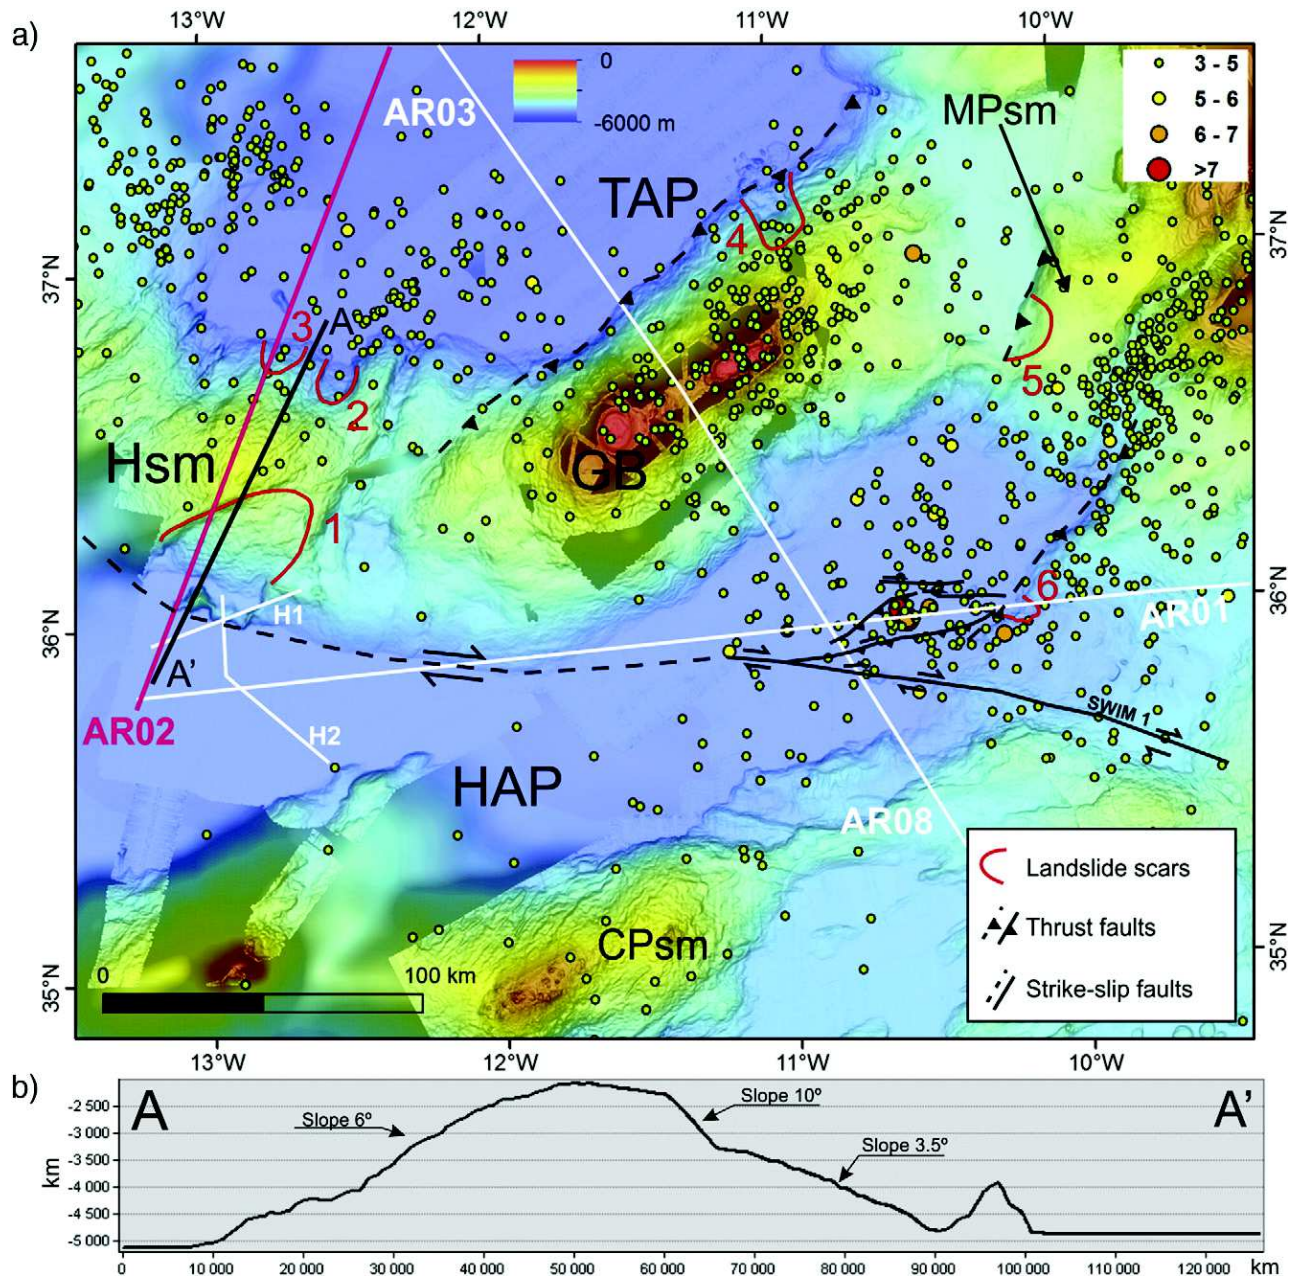 a)
13°W 12°W 11°W 10°W
AR03
0
-6000 m
MPsm
3 - 5
5 - 6
6 - 7
>7
TAP
4
37°N
37°N
3
A
2
5
Hsm
GB
1
6
36°N
36°N
H1
AR01
A'
SWIM 1
AR02
H2
HAP
AR08
Landslide scars
Thrust faults
Strike-slip faults
CPsm
0 100 km
35°N
35°N
13°W 12°W 11°W 10°W
b)
A
A'
Slope 6º
Slope 10º
Slope 3.5º
km
-2 500
-3 000
-3 500
-4 000
-4 500
-5 000
0 10 000 20 000 30 000 40 000 50 000 60 000 70 000 80 000 90 000 100 000 110 000 120 000 km